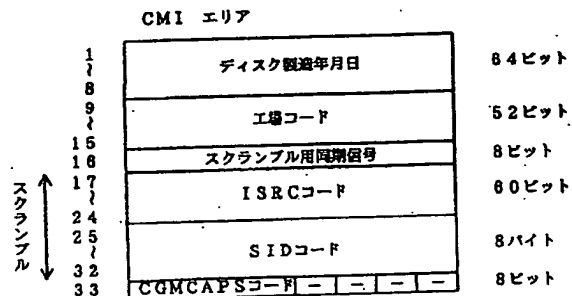 CMI エリア
1
〜
8
ディスク製造年月日
64ビット
9
〜
15
工場コード
52ビット
16
スクランブル用同期信号
8ビット
スクランブル
17
〜
24
ISRCコード
60ビット
25
〜
32
SIDコード
8バイト
33
CGMCAPSコード
−
−
−
−
8ビット